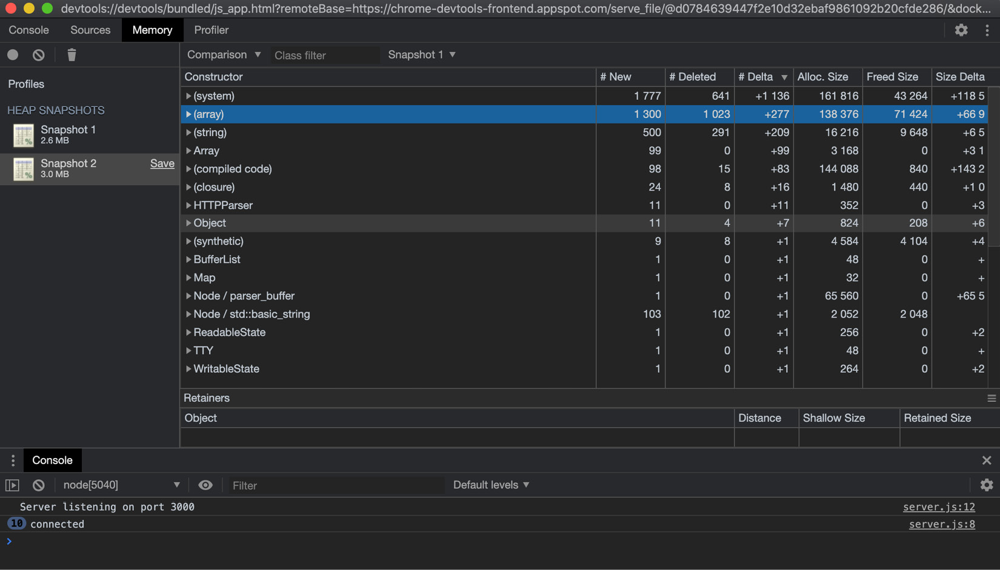 devtools://devtools/bundled/js_app.html?remoteBase=https://chrome-devtools-frontend.appspot.com/serve_file/@d0784639447f2e10d32ebaf9861092b20cfde286/&dock...
Console Sources Memory Profiler
Comparison Class filter Snapshot 1
Profiles
HEAP SNAPSHOTS
Snapshot 1
2.6 MB
Snapshot 2 Save
3.0 MB
Constructor # New # Deleted # Delta Alloc. Size Freed Size Size Delta
(system) 1 777 641 +1 136 161 816 43 264 +118 5
(array) 1 300 1 023 +277 138 376 71 424 +66 9
(string) 500 291 +209 16 216 9 648 +6 5
Array 99 0 +99 3 168 0 +3 1
(compiled code) 98 15 +83 144 088 840 +143 2
(closure) 24 8 +16 1 480 440 +1 0
HTTPParser 11 0 +11 352 0 +3
Object 11 4 +7 824 208 +6
(synthetic) 9 8 +1 4 584 4 104 +4
BufferList 1 0 +1 48 0 +
Map 1 0 +1 32 0 +
Node / parser_buffer 1 0 +1 65 560 0 +65 5
Node / std::basic_string 103 102 +1 2 052 2 048
ReadableState 1 0 +1 256 0 +2
TTY 1 0 +1 48 0 +
WritableState 1 0 +1 264 0 +2
Retainers
Object Distance Shallow Size Retained Size
Console
node[5040] Filter Default levels
Server listening on port 3000 server.js:12
10 connected server.js:8